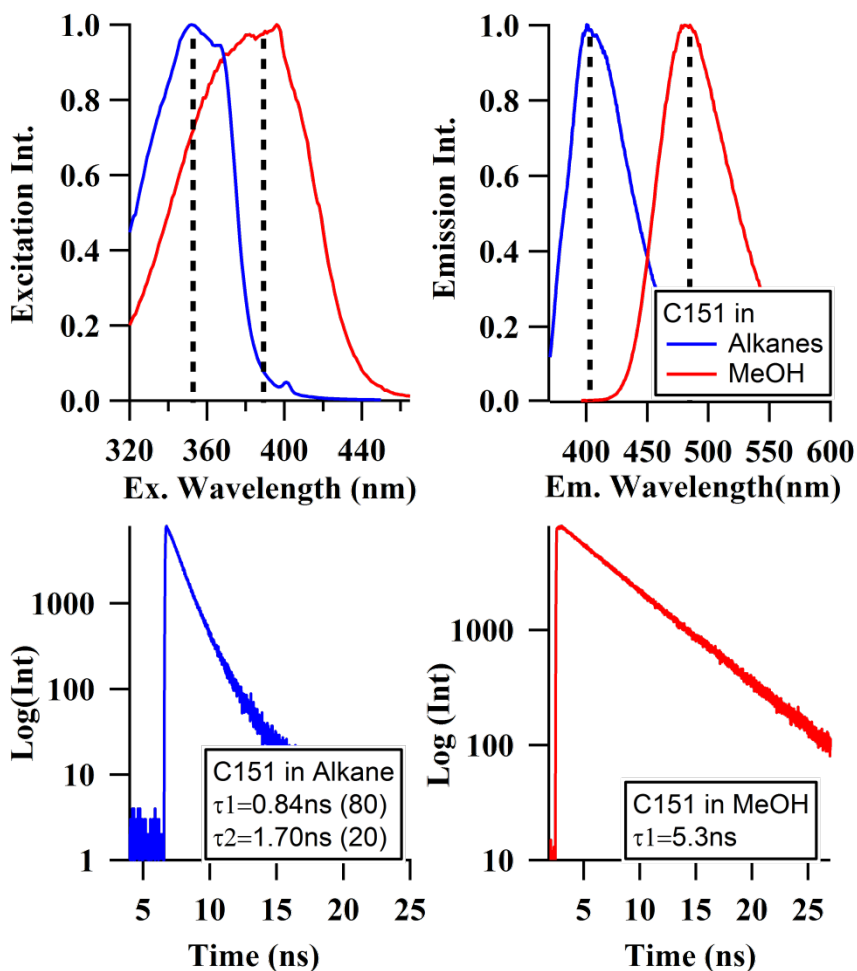 Excitation Int.
1.0
0.8
0.6
0.4
0.2
0.0
320
360
400
440
Ex. Wavelength (nm)
Emission Int.
1.0
0.8
0.6
0.4
0.2
0.0
400
450
500
550
600
Em. Wavelength(nm)
C151 in
Alkanes
MeOH
Log(Int)
1000
100
10
1
5
10
15
20
25
Time (ns)
C151 in Alkane
τ1=0.84ns (80)
τ2=1.70ns (20)
Log (Int)
1000
100
10
5
10
15
20
25
Time (ns)
C151 in MeOH
τ1=5.3ns